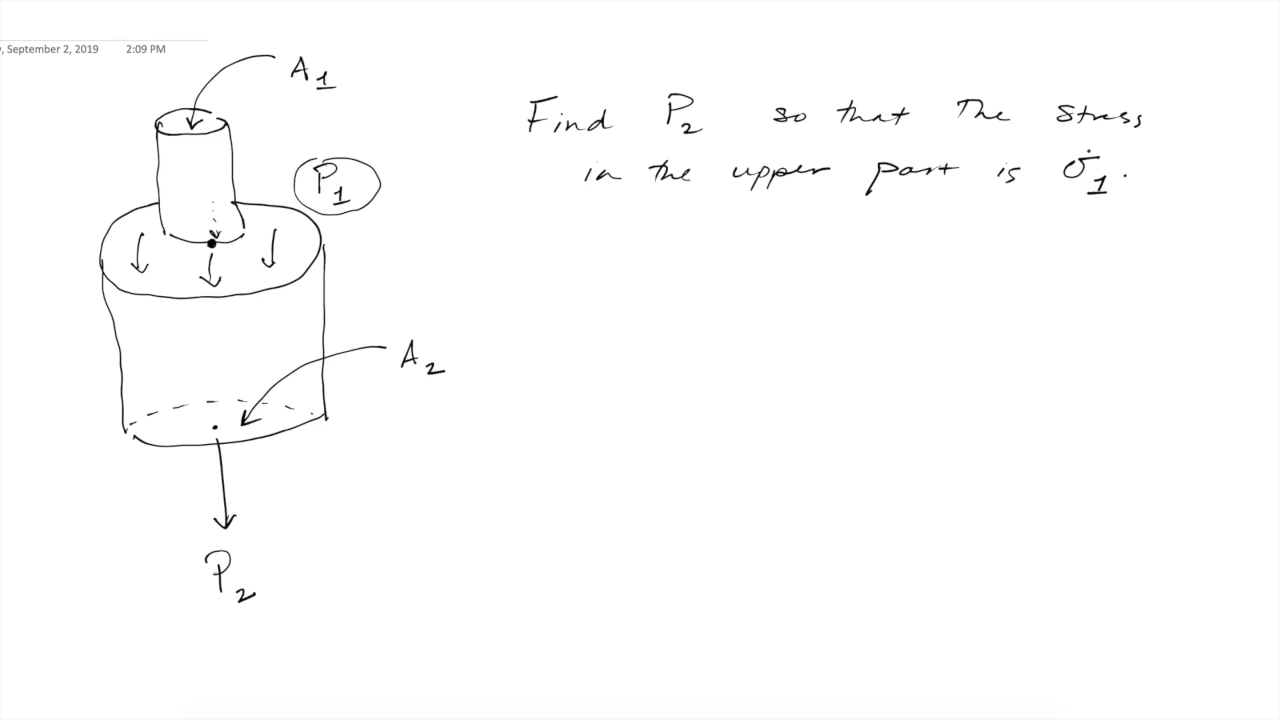 , September 2, 2019 2:09 PM
A1
Find P2 so that The stress
in the upper part is σ1.
P1
A2
P2